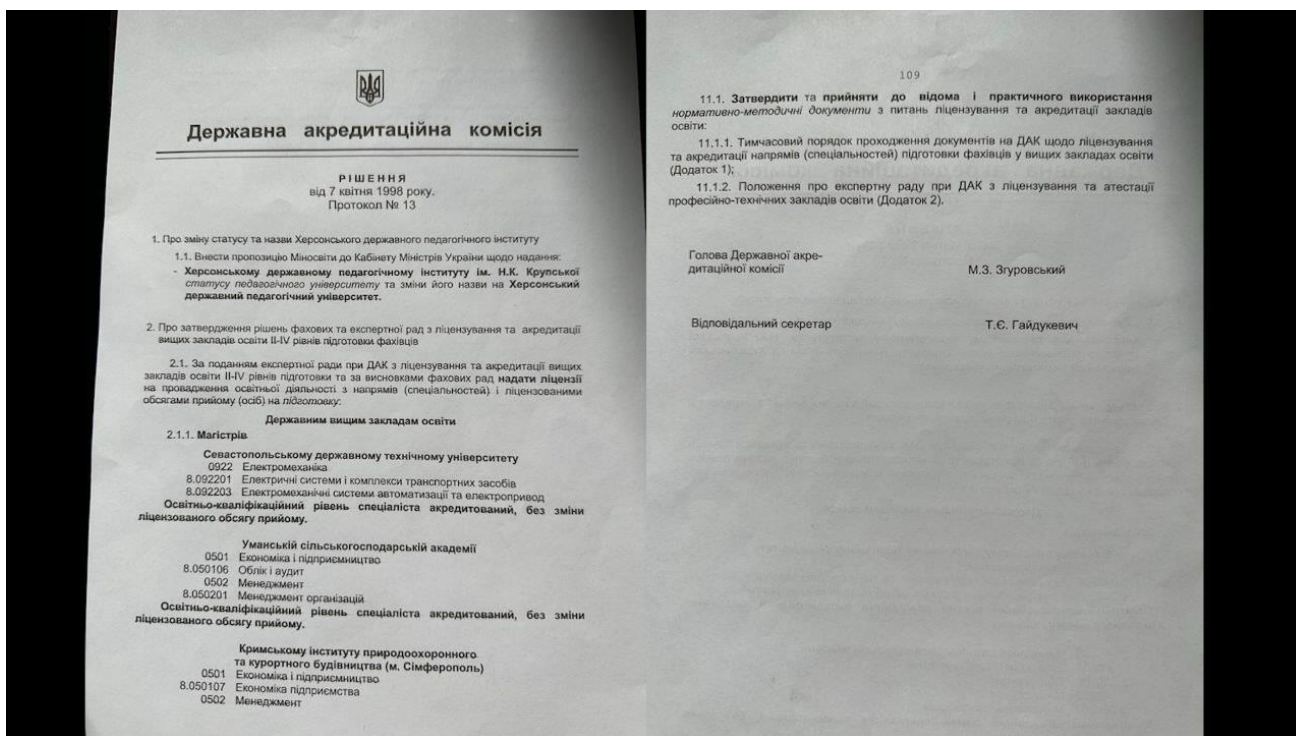 Державна акредитаційна комісія
РІШЕННЯ
від 7 квітня 1998 року.
Протокол № 13
1. Про зміну статусу та назви Херсонського державного педагогічного інституту
1.1. Внести пропозицію Міносвіти до Кабінету Міністрів України щодо надання:
- Херсонському державному педагогічному інституту ім. Н.К. Крупської
статусу педагогічного університету та зміни його назви на Херсонський
державний педагогічний університет.
2. Про затвердження рішень фахових та експертної рад з ліцензування та акредитації
вищих закладів освіти ІІ-ІV рівнів підготовки фахівців
2.1. За поданням експертної ради при ДАК з ліцензування та акредитації вищих
закладів освіти ІІ-ІV рівнів підготовки та за висновками фахових рад надати ліцензії
на провадження освітньої діяльності з напрямів (спеціальностей) і ліцензованими
обсягами прийому (осіб) на підготовку:
Державним вищим закладам освіти
2.1.1. Магістрів
Севастопольському державному технічному університету
0922 Електромеханіка
8.092201 Електричні системи і комплекси транспортних засобів
8.092203 Електромеханічні системи автоматизації та електропривод
Освітньо-кваліфікаційний рівень спеціаліста акредитований, без зміни
ліцензованого обсягу прийому.
Уманській сільськогосподарській академії
0501 Економіка і підприємництво
8.050106 Облік і аудит
0502 Менеджмент
8.050201 Менеджмент організацій
Освітньо-кваліфікаційний рівень спеціаліста акредитований, без зміни
ліцензованого обсягу прийому.
Кримському інституту природоохоронного
та курортного будівництва (м. Сімферополь)
0501 Економіка і підприємництво
8.050107 Економіка підприємства
0502 Менеджмент
109
11.1. Затвердити та прийняти до відома і практичного використання
нормативно-методичні документи з питань ліцензування та акредитації закладів
освіти:
11.1.1. Тимчасовий порядок проходження документів на ДАК щодо ліцензування
та акредитації напрямів (спеціальностей) підготовки фахівців у вищих закладах освіти
(Додаток 1);
11.1.2. Положення про експертну раду при ДАК з ліцензування та атестації
професійно-технічних закладів освіти (Додаток 2).
Голова Державної акре-
дитаційної комісії М.З. Згуровський
Відповідальний секретар Т.Є. Гайдукевич